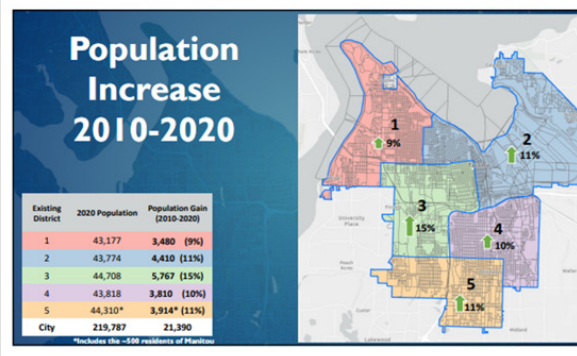 Population
Increase
2010-2020
Existing District 2020 Population Population Gain (2010-2020)
1 43,177 3,480 (9%)
2 43,774 4,410 (11%)
3 44,708 5,767 (15%)
4 43,818 3,810 (10%)
5 44,310* 3,914* (11%)
City 219,787 21,390
*Includes the ~500 residents of Manitou
1
9%
2
11%
3
15%
4
10%
5
11%
University
Place
Lakewood
Midland